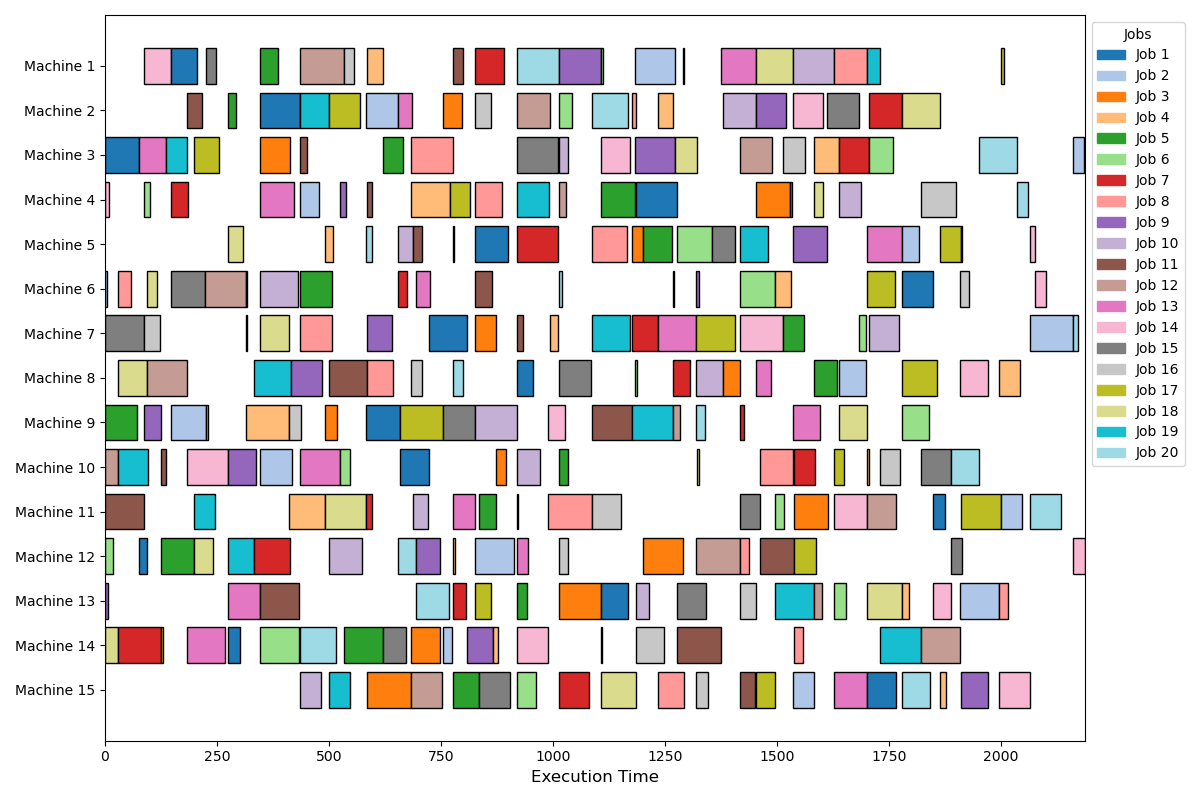 Machine 1
Machine 2
Machine 3
Machine 4
Machine 5
Machine 6
Machine 7
Machine 8
Machine 9
Machine 10
Machine 11
Machine 12
Machine 13
Machine 14
Machine 15
0 250 500 750 1000 1250 1500 1750 2000
Execution Time
Jobs
Job 1
Job 2
Job 3
Job 4
Job 5
Job 6
Job 7
Job 8
Job 9
Job 10
Job 11
Job 12
Job 13
Job 14
Job 15
Job 16
Job 17
Job 18
Job 19
Job 20